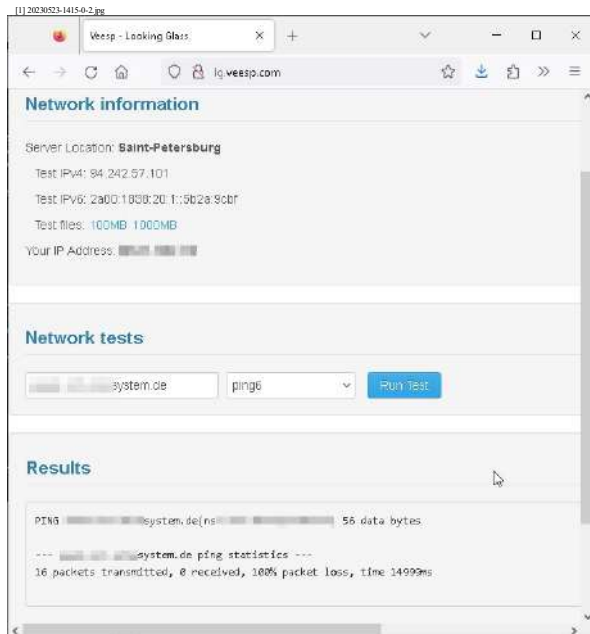 [1] 20230523-1415-0-2.jpg
Veesp - Looking Glass
lg.veesp.com
Network information
Server Location: Saint-Petersburg
Test IPv4: 94.242.57.101
Test IPv6: 2a00:1838:20:1::5b2a:9cbf
Test files: 100MB 1000MB
Your IP Address:
Network tests
system.de ping6 Run Test
Results
PING system.de(ns 56 data bytes
--- system.de ping statistics ---
16 packets transmitted, 0 received, 100% packet loss, time 14999ms